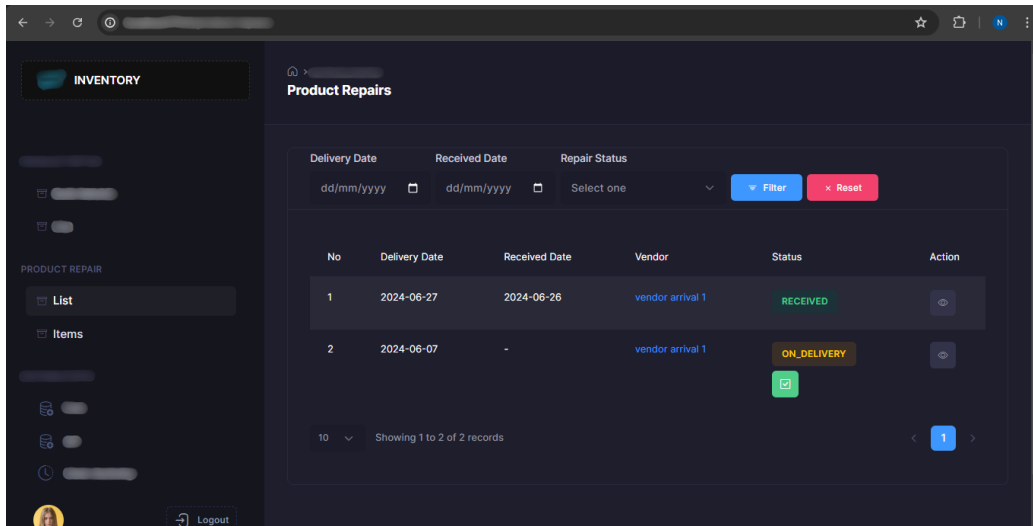 N
INVENTORY
Product Repairs
Delivery Date Received Date Repair Status
dd/mm/yyyy dd/mm/yyyy Select one Filter × Reset
PRODUCT REPAIR
List
Items
No Delivery Date Received Date Vendor Status Action
1 2024-06-27 2024-06-26 vendor arrival 1 RECEIVED
2 2024-06-07 - vendor arrival 1 ON_DELIVERY
10 Showing 1 to 2 of 2 records < 1 >
Logout